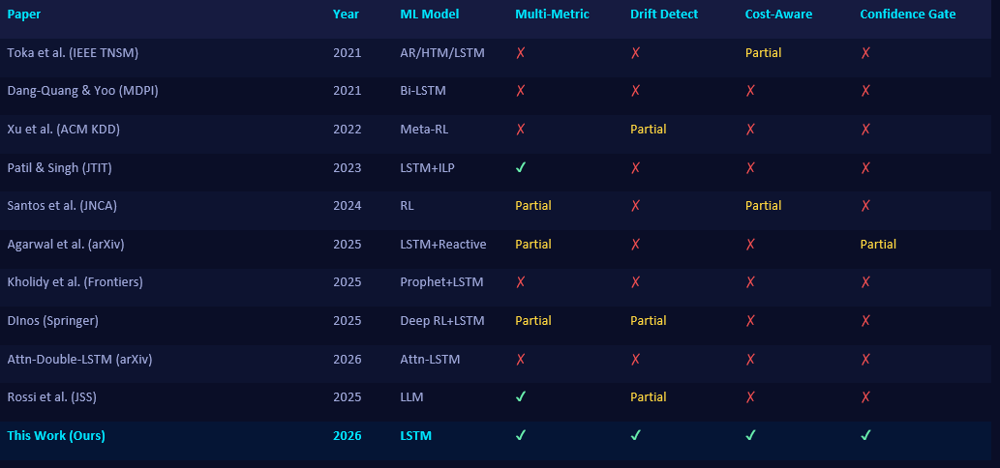 Paper Year ML Model Multi-Metric Drift Detect Cost-Aware Confidence Gate
Toka et al. (IEEE TNSM) 2021 AR/HTM/LSTM ✗ ✗ Partial ✗
Dang-Quang & Yoo (MDPI) 2021 Bi-LSTM ✗ ✗ ✗ ✗
Xu et al. (ACM KDD) 2022 Meta-RL ✗ Partial ✗ ✗
Patil & Singh (JTIT) 2023 LSTM+ILP ✓ ✗ ✗ ✗
Santos et al. (JNCA) 2024 RL Partial ✗ Partial ✗
Agarwal et al. (arXiv) 2025 LSTM+Reactive Partial ✗ ✗ Partial
Kholidy et al. (Frontiers) 2025 Prophet+LSTM ✗ ✗ ✗ ✗
DInos (Springer) 2025 Deep RL+LSTM Partial Partial ✗ ✗
Attn-Double-LSTM (arXiv) 2026 Attn-LSTM ✗ ✗ ✗ ✗
Rossi et al. (JSS) 2025 LLM ✓ Partial ✗ ✗
This Work (Ours) 2026 LSTM ✓ ✓ ✓ ✓